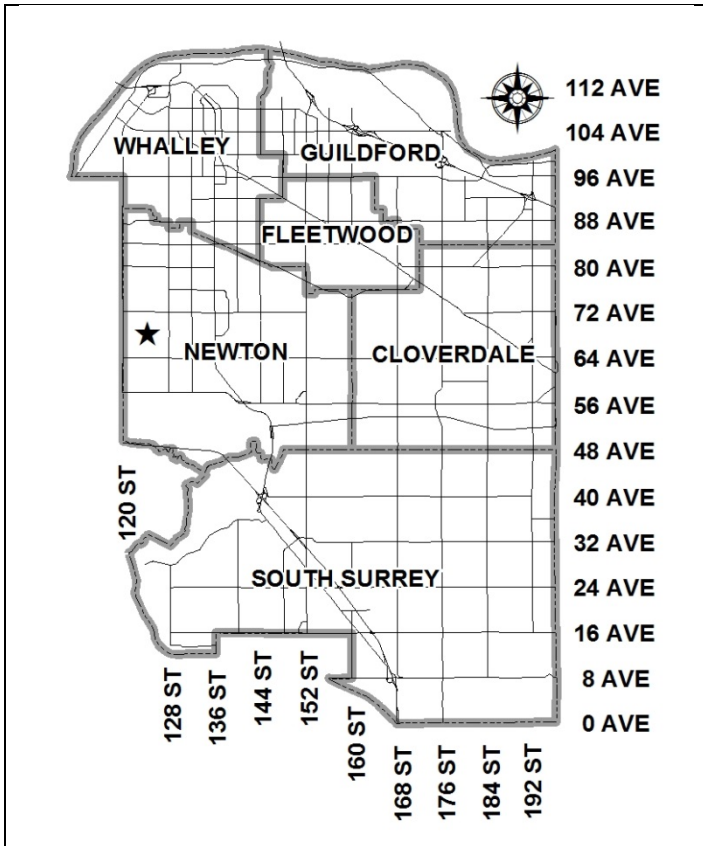 112 AVE
104 AVE
WHALLEY
GUILDFORD
96 AVE
88 AVE
FLEETWOOD
80 AVE
72 AVE
NEWTON
CLOVERDALE
64 AVE
56 AVE
48 AVE
120 ST
40 AVE
32 AVE
SOUTH SURREY
24 AVE
16 AVE
128 ST
136 ST
144 ST
152 ST
160 ST
8 AVE
0 AVE
168 ST
176 ST
184 ST
192 ST